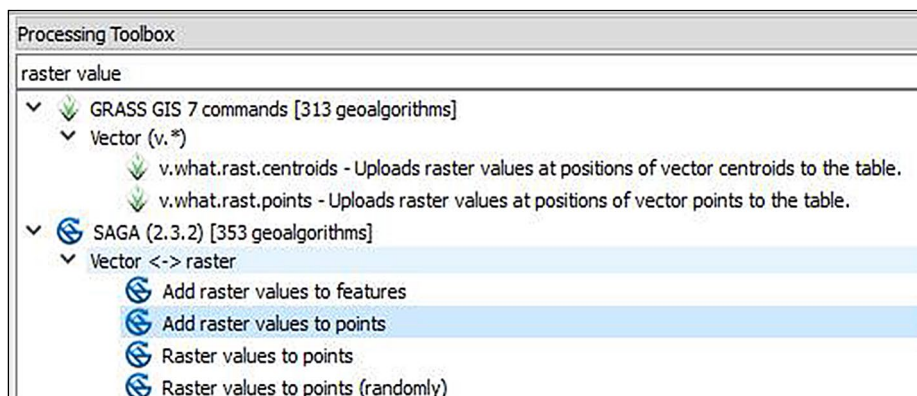 Processing Toolbox
raster value
GRASS GIS 7 commands [313 geoalgorithms]
Vector (v.*)
v.what.rast.centroids - Uploads raster values at positions of vector centroids to the table.
v.what.rast.points - Uploads raster values at positions of vector points to the table.
SAGA (2.3.2) [353 geoalgorithms]
Vector <-> raster
Add raster values to features
Add raster values to points
Raster values to points
Raster values to points (randomly)